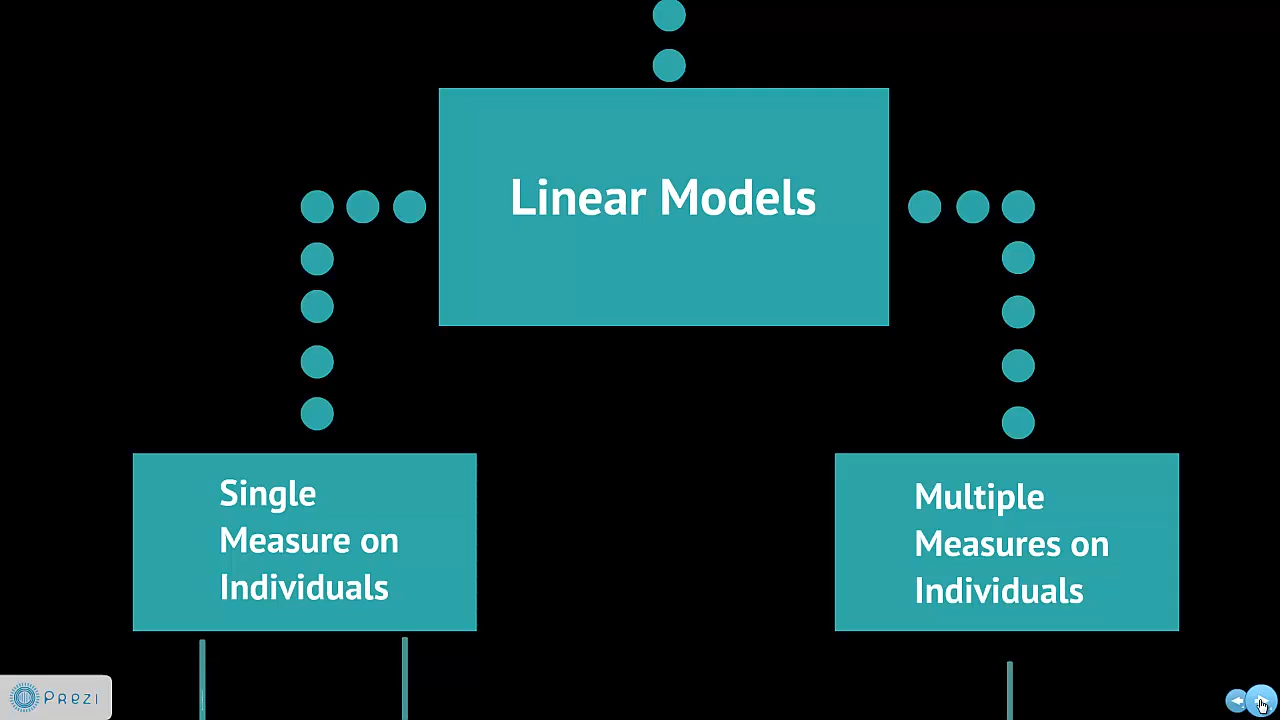 Linear Models
Single
Measure on
Individuals
Multiple
Measures on
Individuals
PREZI